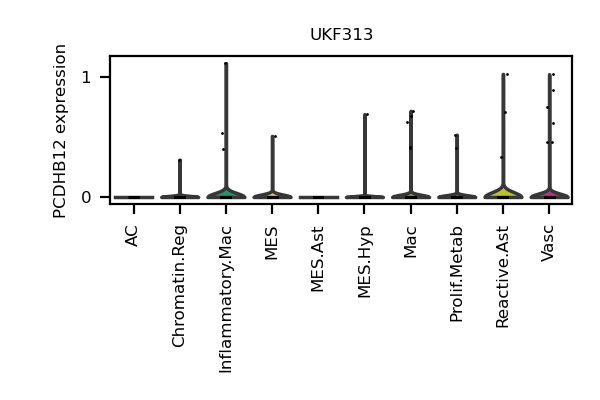 UKF313
PCDHB12 expression
1
0
AC
Chromatin.Reg
Inflammatory.Mac
MES
MES.Ast
MES.Hyp
Mac
Prolif.Metab
Reactive.Ast
Vasc